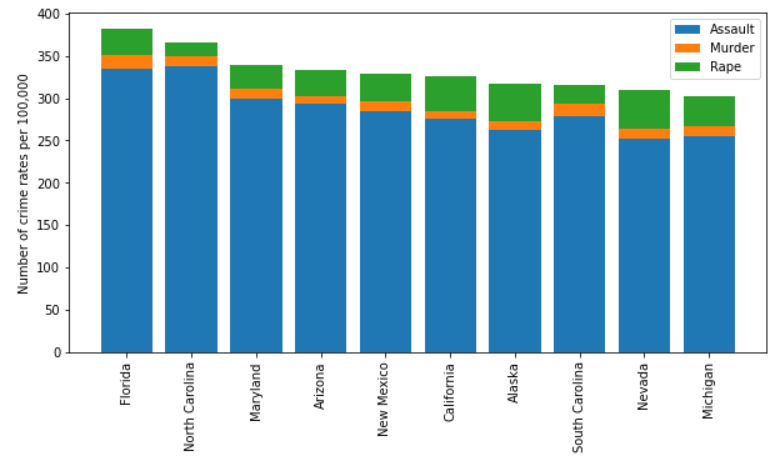 400
350
300
250
200
150
100
50
0
Number of crime rates per 100,000
Assault
Murder
Rape
Florida
North Carolina
Maryland
Arizona
New Mexico
California
Alaska
South Carolina
Nevada
Michigan